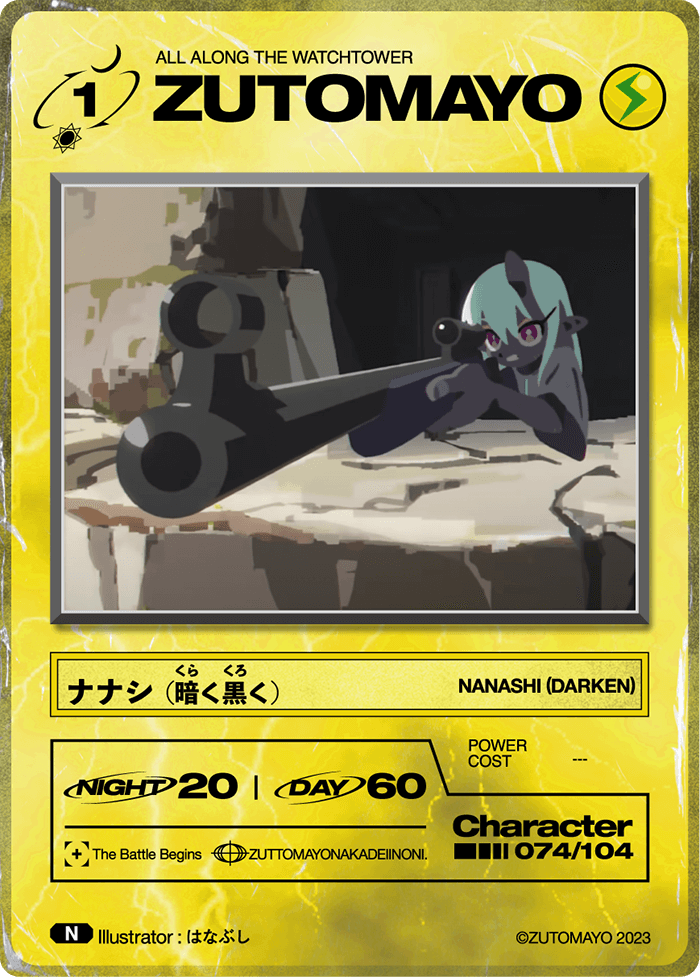 ALL ALONG THE WATCHTOWER
1
ZUTOMAYO
くら くろ
ナナシ（暗く黒く）
NANASHI (DARKEN)
POWER
COST ---
NIGHT 20 | DAY 60
Character
074/104
The Battle Begins ZUTTOMAYONAKADEIINONI.
N Illustrator : はなぶし
©ZUTOMAYO 2023